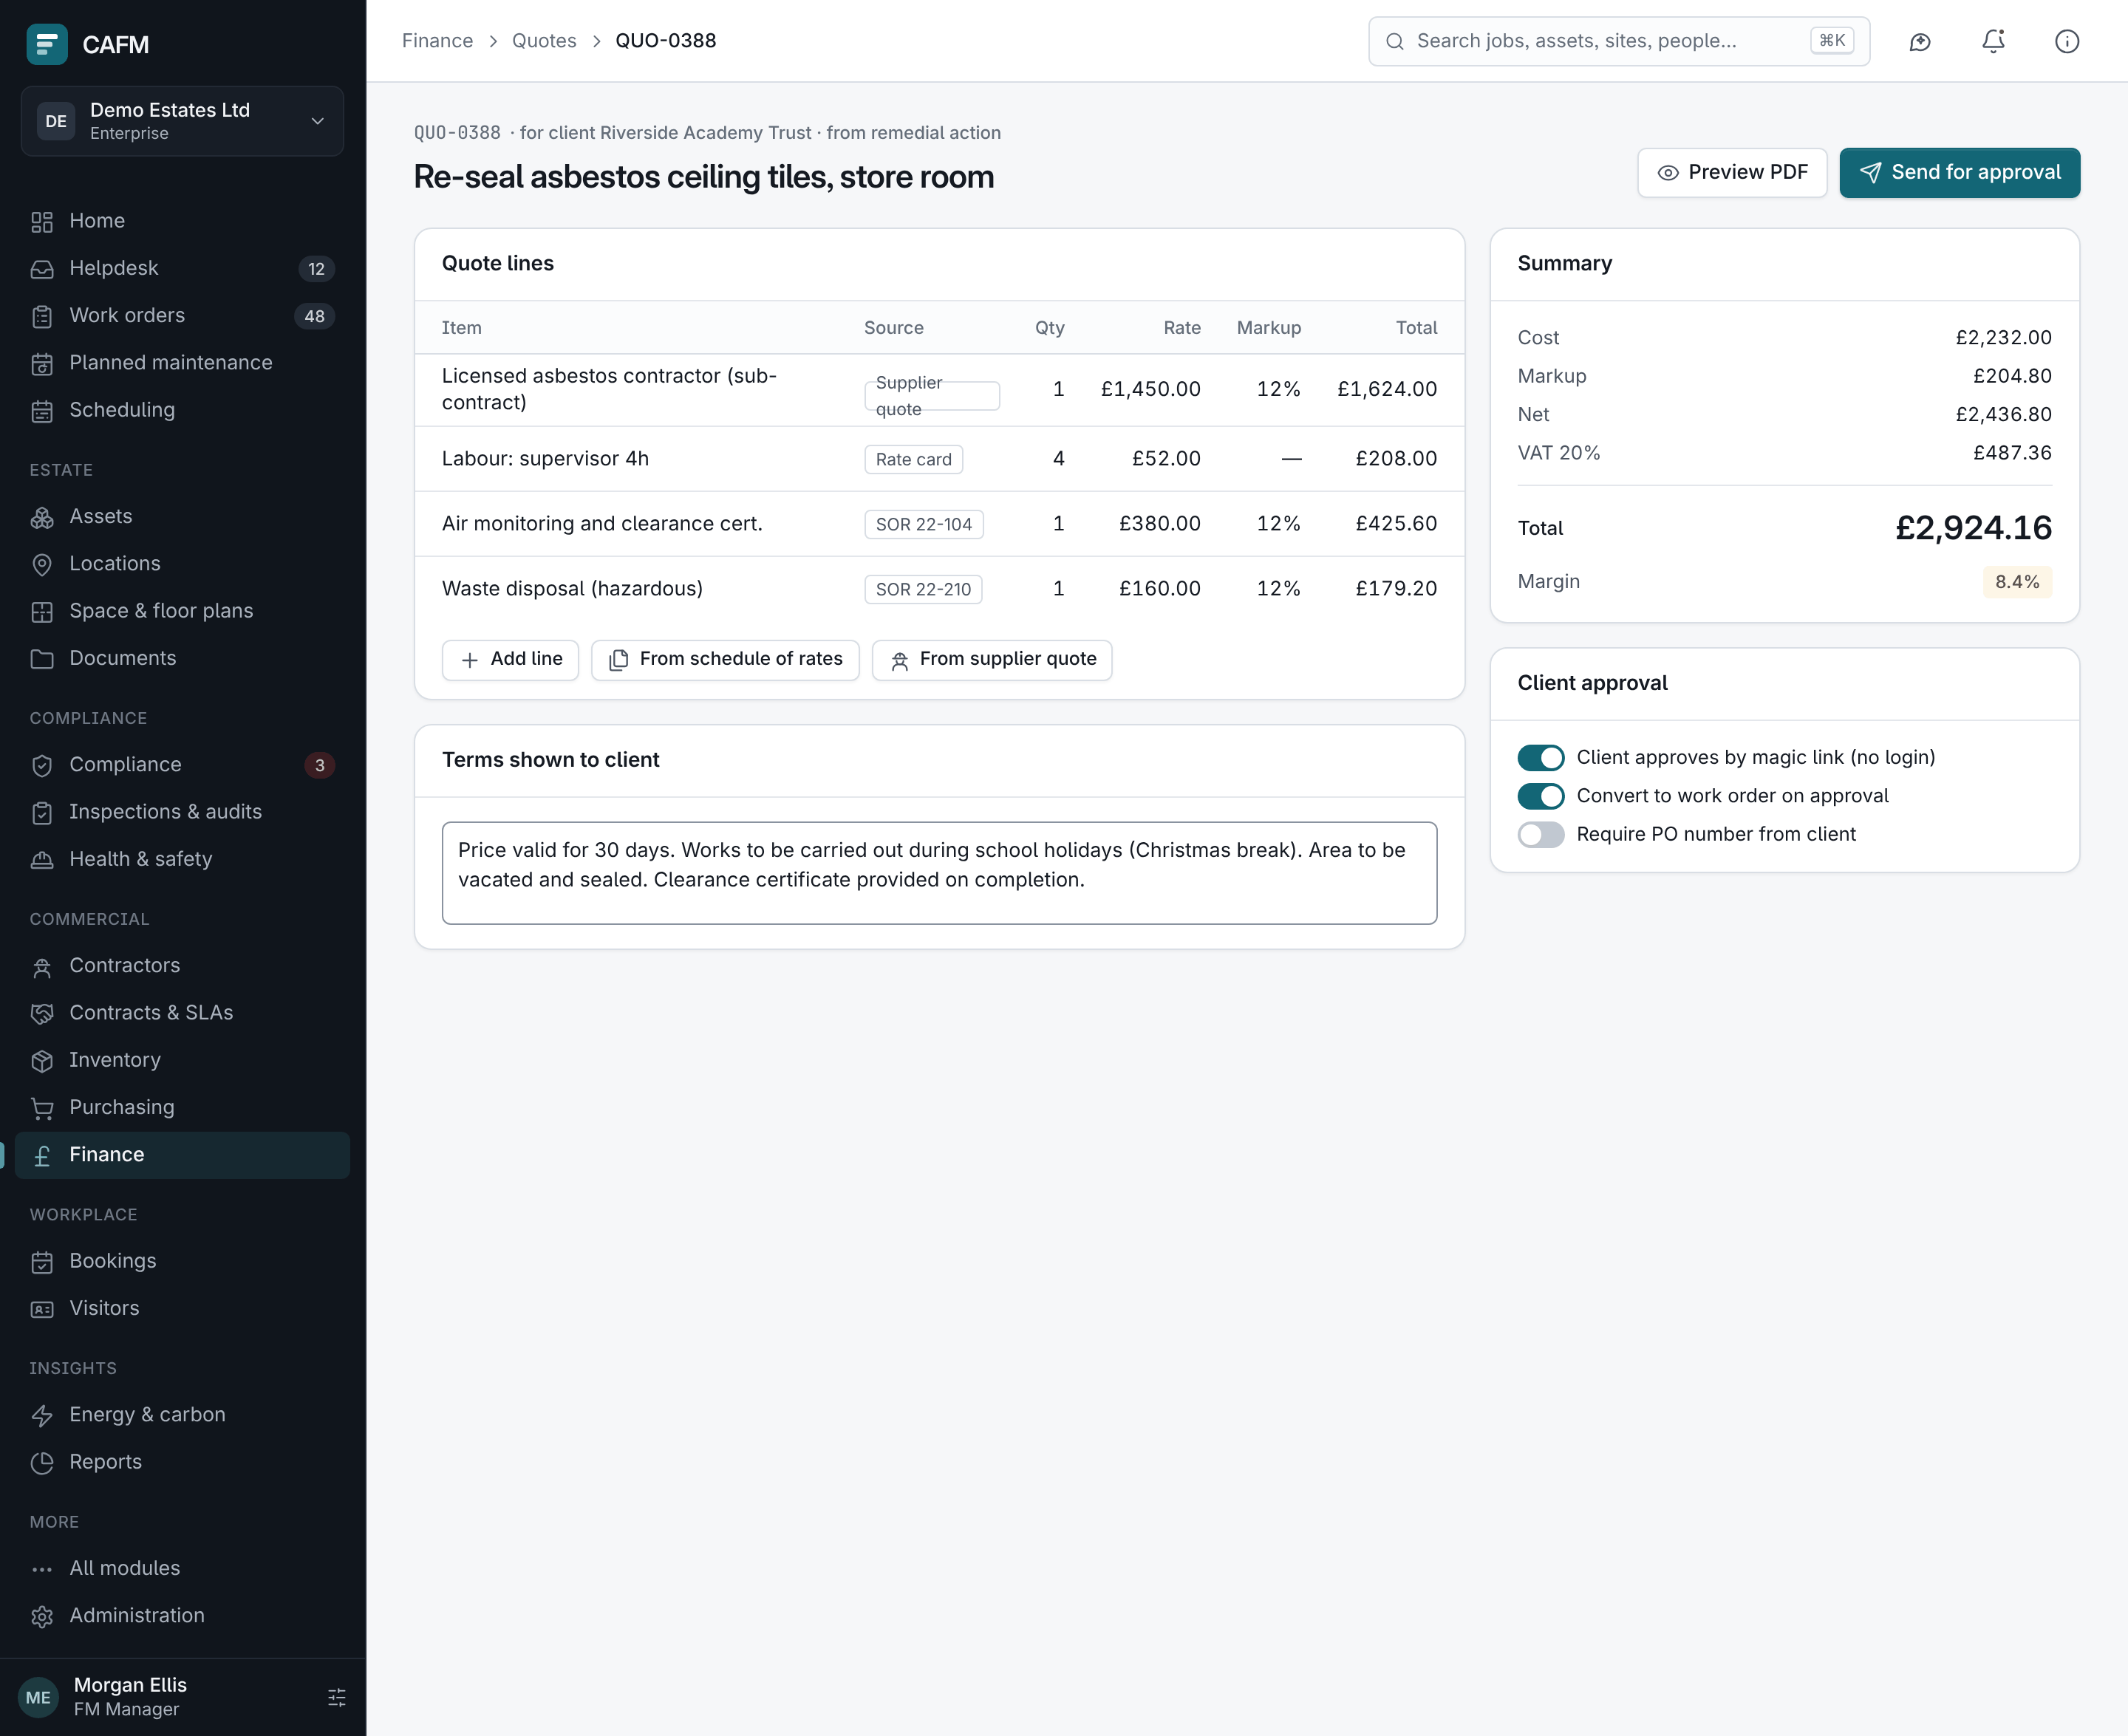 CAFM
DE
Demo Estates Ltd
Enterprise
Home
Helpdesk 12
Work orders 48
Planned maintenance
Scheduling
ESTATE
Assets
Locations
Space & floor plans
Documents
COMPLIANCE
Compliance 3
Inspections & audits
Health & safety
COMMERCIAL
Contractors
Contracts & SLAs
Inventory
Purchasing
Finance
WORKPLACE
Bookings
Visitors
INSIGHTS
Energy & carbon
Reports
MORE
All modules
Administration
ME
Morgan Ellis
FM Manager
Finance > Quotes > QUO-0388
Search jobs, assets, sites, people... ⌘K
QUO-0388 · for client Riverside Academy Trust · from remedial action
Re-seal asbestos ceiling tiles, store room
Preview PDF
Send for approval
Quote lines
Item Source Qty Rate Markup Total
Licensed asbestos contractor (sub-
contract)
Supplier
quote
1 £1,450.00 12% £1,624.00
Labour: supervisor 4h Rate card 4 £52.00 — £208.00
Air monitoring and clearance cert. SOR 22-104 1 £380.00 12% £425.60
Waste disposal (hazardous) SOR 22-210 1 £160.00 12% £179.20
Add line
From schedule of rates
From supplier quote
Terms shown to client
Price valid for 30 days. Works to be carried out during school holidays (Christmas break). Area to be
vacated and sealed. Clearance certificate provided on completion.
Summary
Cost £2,232.00
Markup £204.80
Net £2,436.80
VAT 20% £487.36
Total £2,924.16
Margin 8.4%
Client approval
Client approves by magic link (no login)
Convert to work order on approval
Require PO number from client